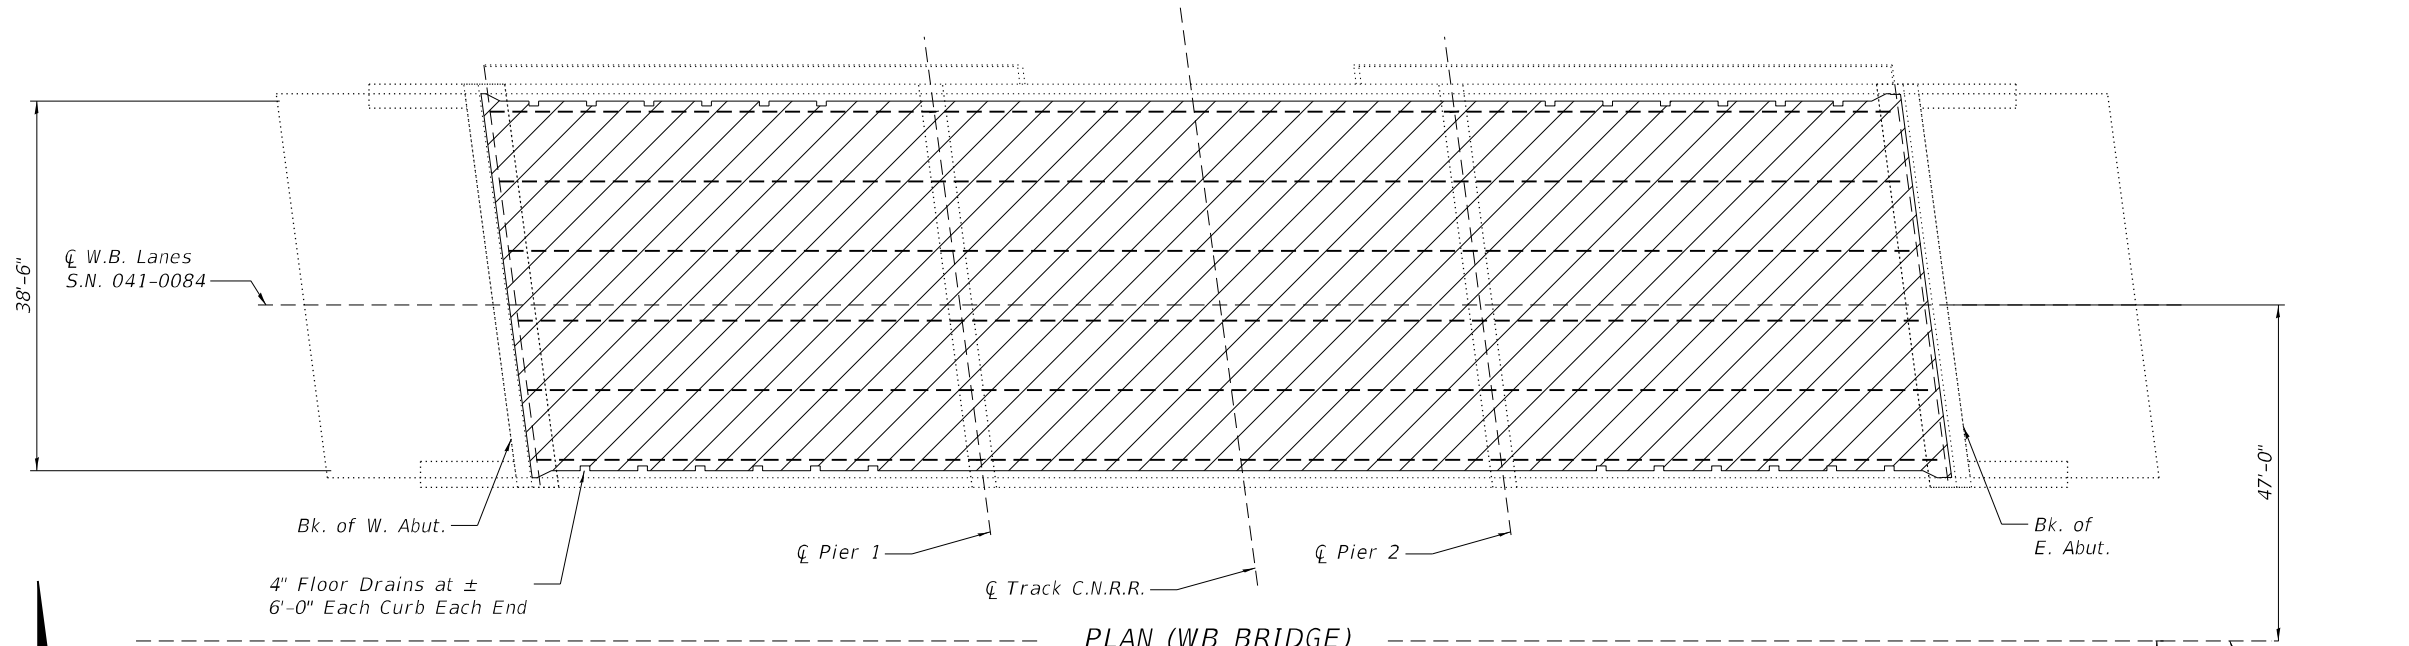 38'-6"
℄ W.B. Lanes
S.N. 041-0084
Bk. of W. Abut.
4" Floor Drains at ±
6'-0" Each Curb Each End
℄ Pier 1
℄ Track C.N.R.R.
℄ Pier 2
Bk. of
E. Abut.
47'-0"
PLAN (WB BRIDGE)